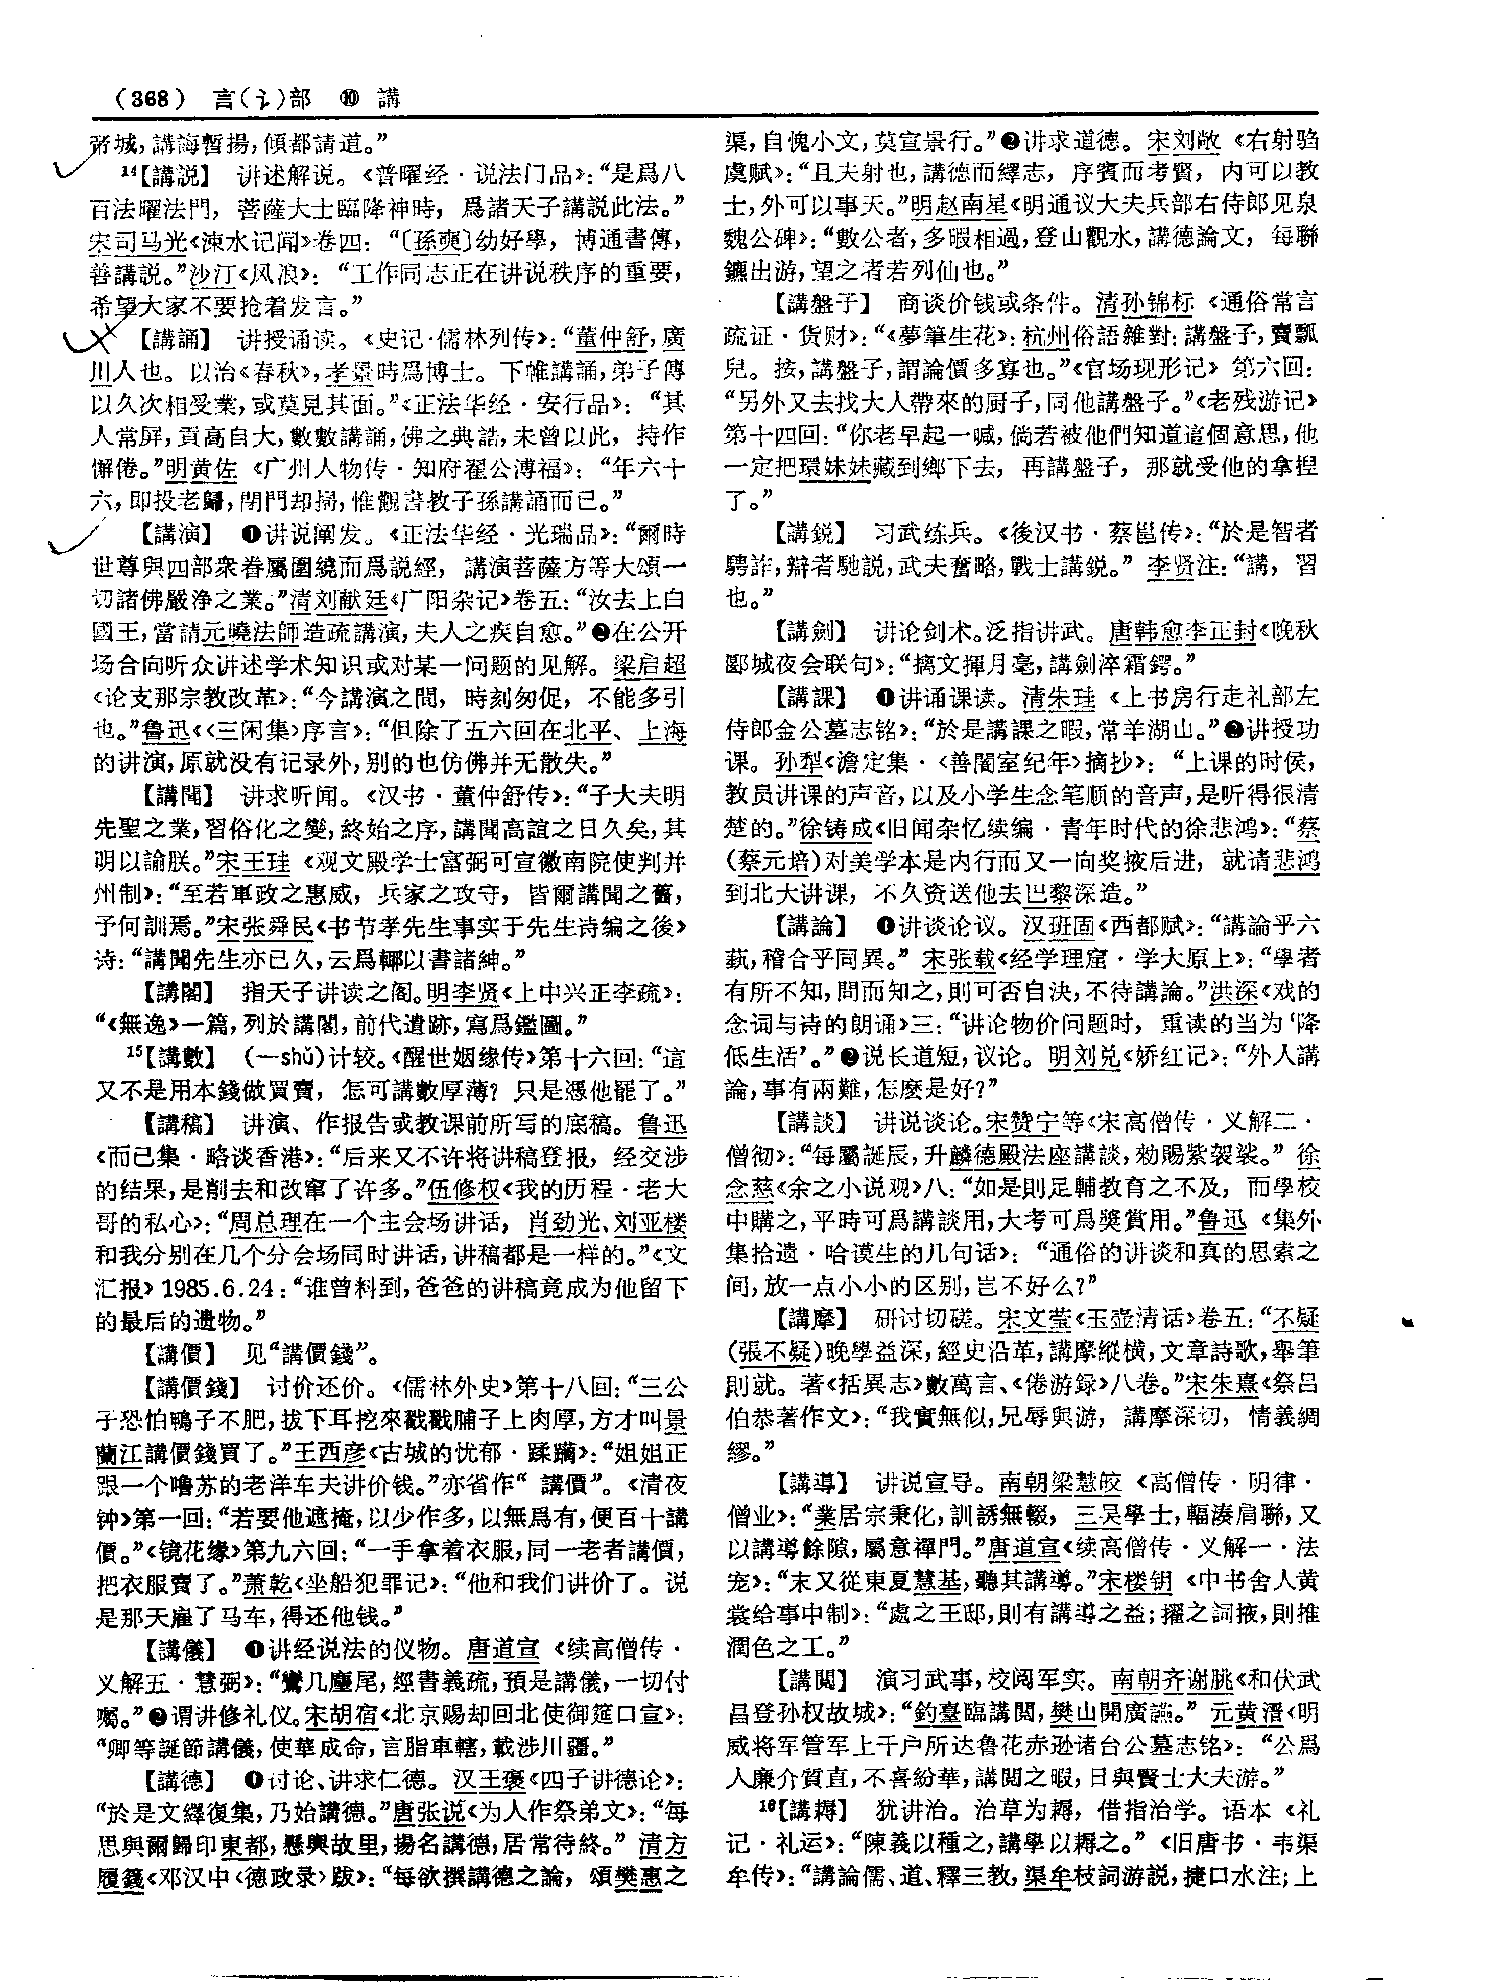 (368) 言(讠)部 ⑩ 講
帝城,講誨暫揚,傾都請道。”
14【講説】 讲述解说。《普曜经·说法门品》:“是爲八
百法曜法門, 菩薩大士臨降神時, 爲諸天子講説此法。”
宋司马光《涑水记闻》卷四: “〔孫奭〕幼好學, 博通書傳,
善講説。”沙汀《风浪》: “工作同志正在讲说秩序的重要,
希望大家不要抢着发言。”
【講誦】 讲授诵读。《史记·儒林列传》:“董仲舒,廣
川人也。以治《春秋》,孝景時爲博士。下帷講誦,弟子傳
以久次相受業,或莫見其面。”《正法华经·安行品》: “其
人常屏,貢高自大,數數講誦,佛之典誥,未曾以此, 持作
懈倦。”明黄佐《广州人物传·知府翟公溥福》: “年六十
六,即投老歸,閉門却掃,惟觀書教子孫講誦而已。”
【講演】 ❶讲说阐发。《正法华经·光瑞品》:“爾時
世尊與四部衆眷屬圍繞而爲説經, 講演菩薩方等大頌一
切諸佛嚴浄之業。”清刘献廷《广阳杂记》卷五:“汝去上白
國王,當請元曉法師造疏講演,夫人之疾自愈。”❷在公开
场合向听众讲述学术知识或对某一问题的见解。梁启超
《论支那宗教改革》:“今講演之間, 時刻匆促, 不能多引
也。”鲁迅《〈三闲集〉序言》:“但除了五六回在北平、上海
的讲演,原就没有记录外,别的也仿佛并无散失。”
【講聞】 讲求听闻。《汉书·董仲舒传》:“子大夫明
先聖之業,習俗化之變,終始之序,講聞高誼之日久矣,其
明以諭朕。”宋王珪《观文殿学士富弼可宣徽南院使判并
州制》:“至若軍政之惠威, 兵家之攻守, 皆爾講聞之舊,
予何訓焉。”宋张舜民《书节孝先生事实于先生诗编之後》
诗:“講聞先生亦已久,云爲輒以書諸紳。”
【講閣】 指天子讲读之阁。明李贤《上中兴正李疏》:
“《無逸》一篇,列於講閣,前代遺跡,寫爲鑑圖。”
15【講數】 (—shǔ)计较。《醒世姻缘传》第十六回:“這
又不是用本錢做買賣, 怎可講數厚薄? 只是憑他罷了。”
【講稿】 讲演、作报告或教课前所写的底稿。鲁迅
《而已集·略谈香港》:“后来又不许将讲稿登报, 经交涉
的结果,是削去和改窜了许多。”伍修权《我的历程·老大
哥的私心》:“周总理在一个主会场讲话, 肖劲光、刘亚楼
和我分别在几个分会场同时讲话,讲稿都是一样的。”《文
汇报》1985.6.24:“谁曾料到,爸爸的讲稿竟成为他留下
的最后的遗物。”
【講價】 见“講價錢”。
【講價錢】 讨价还价。《儒林外史》第十八回:“三公
子恐怕鴨子不肥,拔下耳挖來戳戳脯子上肉厚,方才叫景
蘭江講價錢買了。”王西彦《古城的忧郁·蹂躏》:“姐姐正
跟一个噜苏的老洋车夫讲价钱。”亦省作“講價”。《清夜
钟》第一回:“若要他遮掩,以少作多,以無爲有,便百十講
價。”《镜花缘》第九六回:“一手拿着衣服,同一老者講價,
把衣服賣了。”萧乾《坐船犯罪记》:“他和我们讲价了。说
是那天雇了马车,得还他钱。”
【講儀】 ❶讲经说法的仪物。唐道宣《续高僧传·
义解五·慧弼》:“鸞几麈尾,經書義疏,預是講儀,一切付
囑。”❷谓讲修礼仪。宋胡宿《北京赐却回北使御筵口宣》:
“卿等誕節講儀,使華成命,言脂車轄,載涉川疆。”
【講德】 ❶讨论、讲求仁德。汉王褒《四子讲德论》:
“於是文繹復集,乃始講德。”唐张说《为人作祭弟文》:“每
思與爾歸印東都,懸輿故里,揚名講德,居常待終。”清方
履籛《邓汉中〈德政录〉跋》:“每欲撰講德之論, 頌樊惠之
渠,自愧小文,莫宣景行。”❷讲求道德。宋刘敞《右射驺
虞赋》:“且夫射也,講德而繹志, 序賓而考賢, 内可以教
士,外可以事天。”明赵南星《明通议大夫兵部右侍郎见泉
魏公碑》:“數公者,多暇相過,登山觀水,講德論文, 每聯
鑣出游,望之者若列仙也。”
【講盤子】 商谈价钱或条件。清孙锦标《通俗常言
疏证·货财》:“《夢筆生花》:杭州俗語雜對:講盤子,賣瓢
兒。按,講盤子,謂論價多寡也。”《官场现形记》第六回:
“另外又去找大人帶來的厨子,同他講盤子。”《老残游记》
第十四回:“你老早起一喊,倘若被他們知道這個意思,他
一定把環妹妹藏到鄉下去, 再講盤子, 那就受他的拿捏
了。”
【講鋭】 习武练兵。《後汉书·蔡邕传》:“於是智者
騁詐,辯者馳説,武夫奮略,戰士講鋭。” 李贤注:“講, 習
也。”
【講劍】 讲论剑术。泛指讲武。唐韩愈李正封《晚秋
郾城夜会联句》:“摛文揮月毫,講劍淬霜鍔。”
【講課】 ❶讲诵课读。清朱珪《上书房行走礼部左
侍郎金公墓志铭》:“於是講課之暇,常羊湖山。”❷讲授功
课。孙犁《澹定集·〈善闇室纪年〉摘抄》: “上课的时侯,
教员讲课的声音,以及小学生念笔顺的音声,是听得很清
楚的。”徐铸成《旧闻杂忆续编·青年时代的徐悲鸿》:“蔡
(蔡元培)对美学本是内行而又一向奖掖后进, 就请悲鸿
到北大讲课, 不久资送他去巴黎深造。”
【講論】 ❶讲谈论议。汉班固《西都赋》:“講論乎六
蓺,稽合乎同異。” 宋张载《经学理窟·学大原上》:“學者
有所不知,問而知之,則可否自決,不待講論。”洪深《戏的
念词与诗的朗诵》三:“讲论物价问题时, 重读的当为‘降
低生活’。”❷说长道短,议论。明刘兑《娇红记》:“外人講
論,事有兩難,怎麽是好?”
【講談】 讲说谈论。宋赞宁等《宋高僧传·义解二·
僧彻》:“每屬誕辰,升麟德殿法座講談,勑賜紫袈裟。” 徐
念慈《余之小说观》八:“如是則足輔教育之不及, 而學校
中購之,平時可爲講談用,大考可爲奬賞用。”鲁迅《集外
集拾遗·哈谟生的几句话》: “通俗的讲谈和真的思索之
间,放一点小小的区别,岂不好么?”
【講摩】 研讨切磋。宋文莹《玉壶清话》卷五:“不疑
(張不疑)晚學益深,經史沿革,講摩縱横,文章詩歌,舉筆
則就。著《括異志》數萬言、《倦游録》八卷。”宋朱熹《祭吕
伯恭著作文》:“我實無似,兄辱與游, 講摩深切, 情義綢
繆。”
【講導】 讲说宣导。南朝梁慧皎《高僧传·明律·
僧业》:“業居宗秉化,訓誘無輟, 三吴學士,輻湊肩聯,又
以講導餘隙,屬意禪門。”唐道宣《续高僧传·义解一·法
宠》:“末又從東夏慧基,聽其講導。”宋楼钥《中书舍人黄
裳给事中制》:“處之王邸,則有講導之益;擢之詞掖,則推
潤色之工。”
【講閲】 演习武事,校阅军实。南朝齐谢朓《和伏武
昌登孙权故城》:“釣臺臨講閲,樊山開廣讌。” 元黄溍《明
威将军管军上千户所达鲁花赤逊诸台公墓志铭》: “公爲
人廉介質直,不喜紛華,講閲之暇,日與賢士大夫游。”
16【講耨】 犹讲治。治草为耨, 借指治学。语本《礼
记·礼运》:“陳義以種之,講學以耨之。”《旧唐书·韦渠
牟传》:“講論儒、道、釋三教,渠牟枝詞游説,捷口水注;上